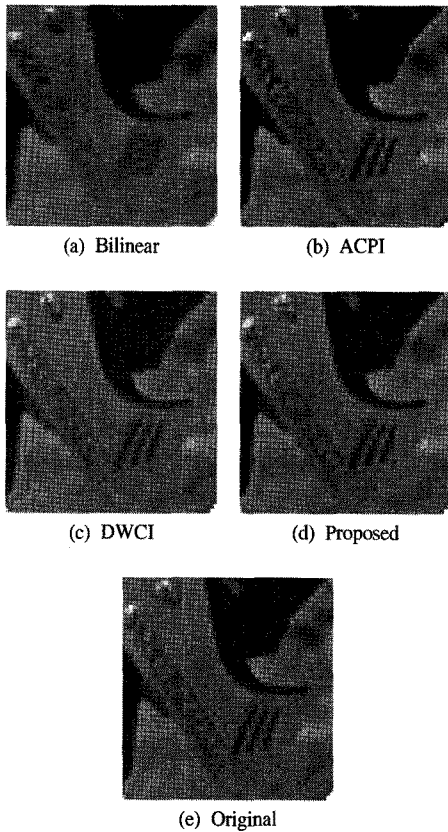 (a) Bilinear
(b) ACPI
(c) DWCI
(d) Proposed
(e) Original